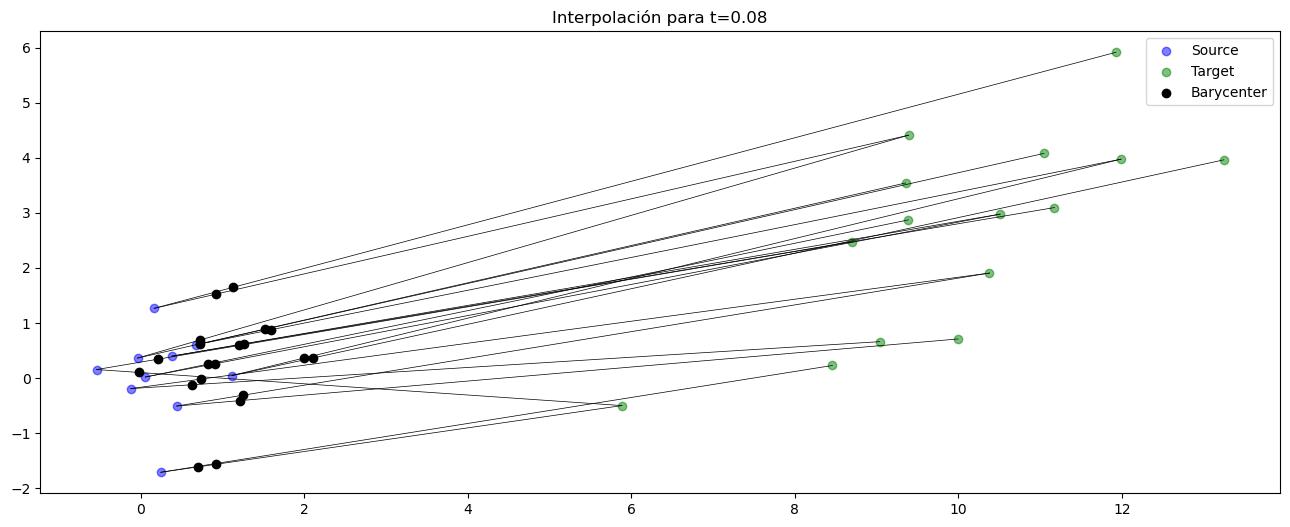 Interpolación para t=0.08
Source
Target
Barycenter
6
5
4
3
2
1
0
−1
−2
0 2 4 6 8 10 12